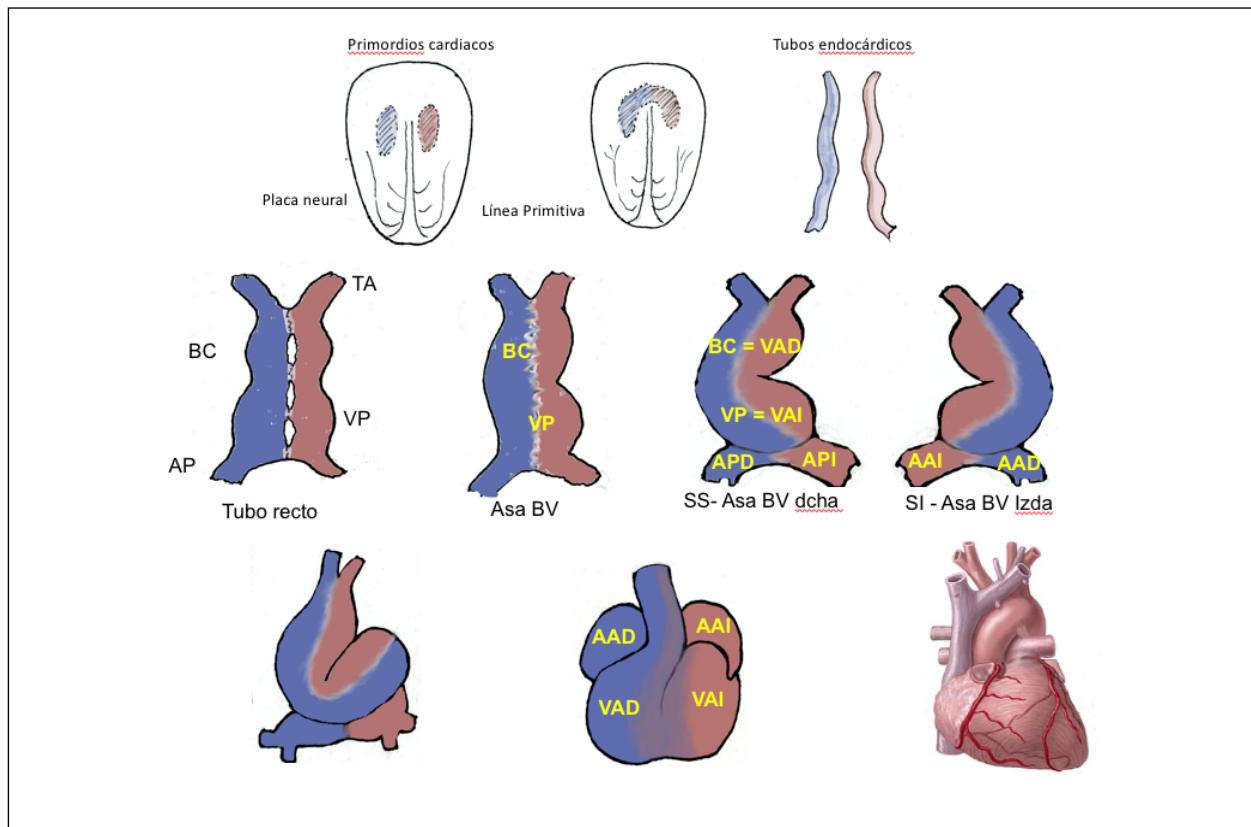 Primordios cardiacos
Tubos endocárdicos
Placa neural
Línea Primitiva
TA
BC
VP
AP
Tubo recto
BC
VP
Asa BV
BC = VAD
VP = VAI
APD
API
SS- Asa BV dcha
AAI
AAD
SI - Asa BV Izda
AAD
AAI
VAD
VAI